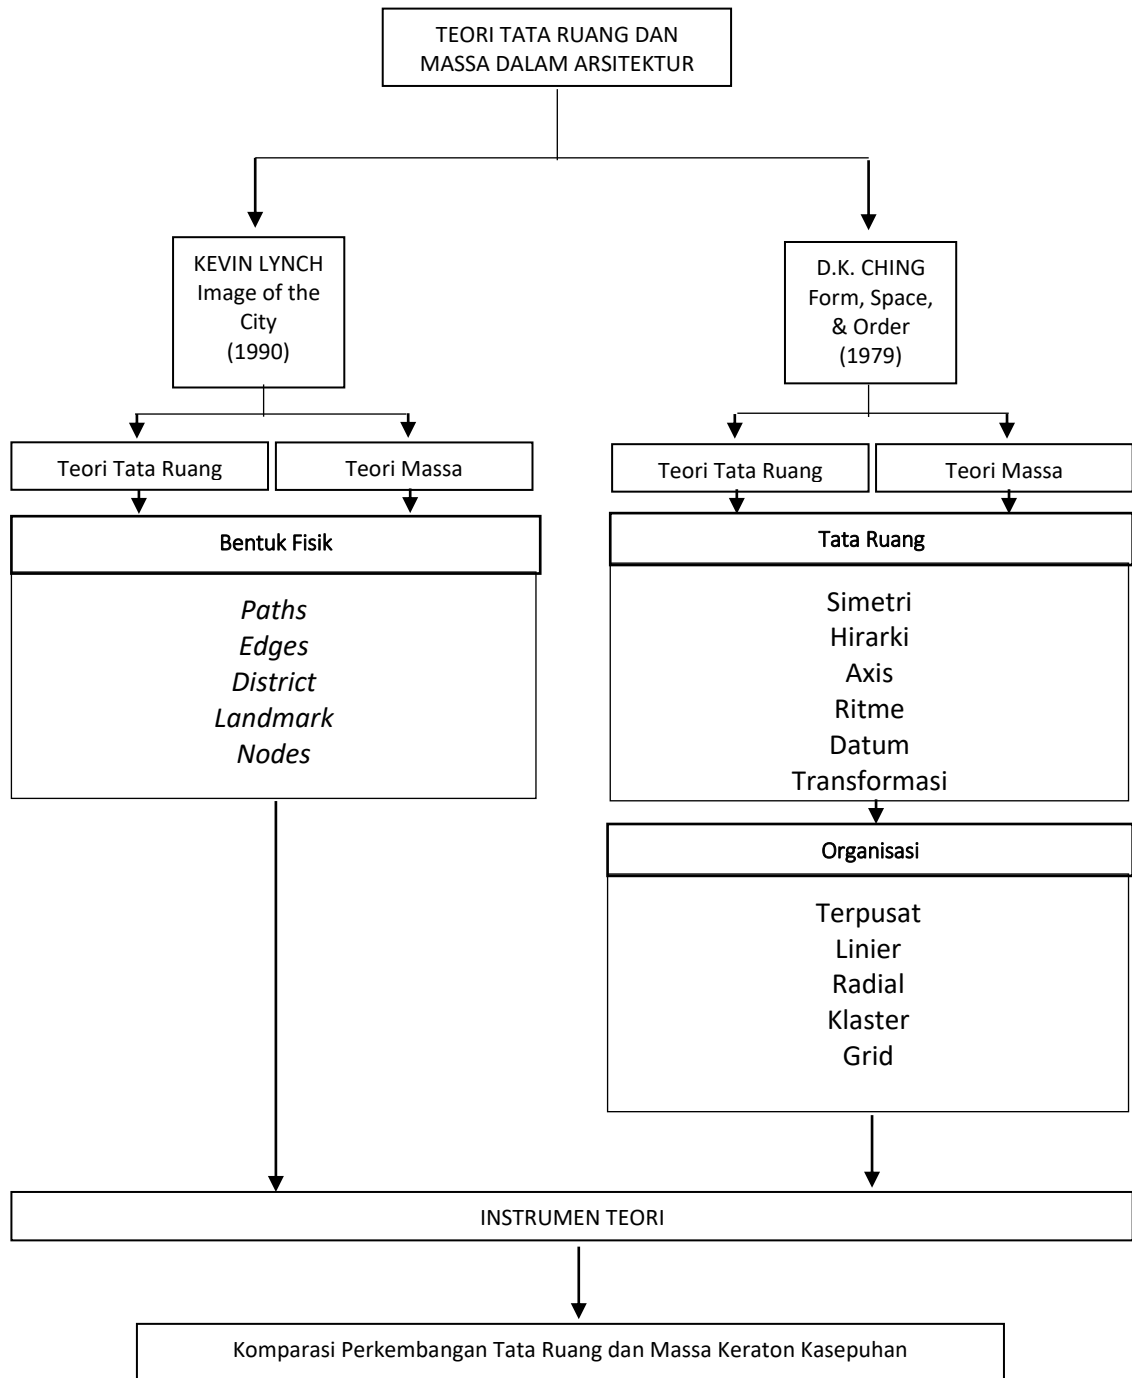 TEORI TATA RUANG DAN
MASSA DALAM ARSITEKTUR
KEVIN LYNCH
Image of the
City
(1990)
D.K. CHING
Form, Space,
& Order
(1979)
Teori Tata Ruang
Teori Massa
Teori Tata Ruang
Teori Massa
Bentuk Fisik
Paths
Edges
District
Landmark
Nodes
Tata Ruang
Simetri
Hirarki
Axis
Ritme
Datum
Transformasi
Organisasi
Terpusat
Linier
Radial
Klaster
Grid
INSTRUMEN TEORI
Komparasi Perkembangan Tata Ruang dan Massa Keraton Kasepuhan